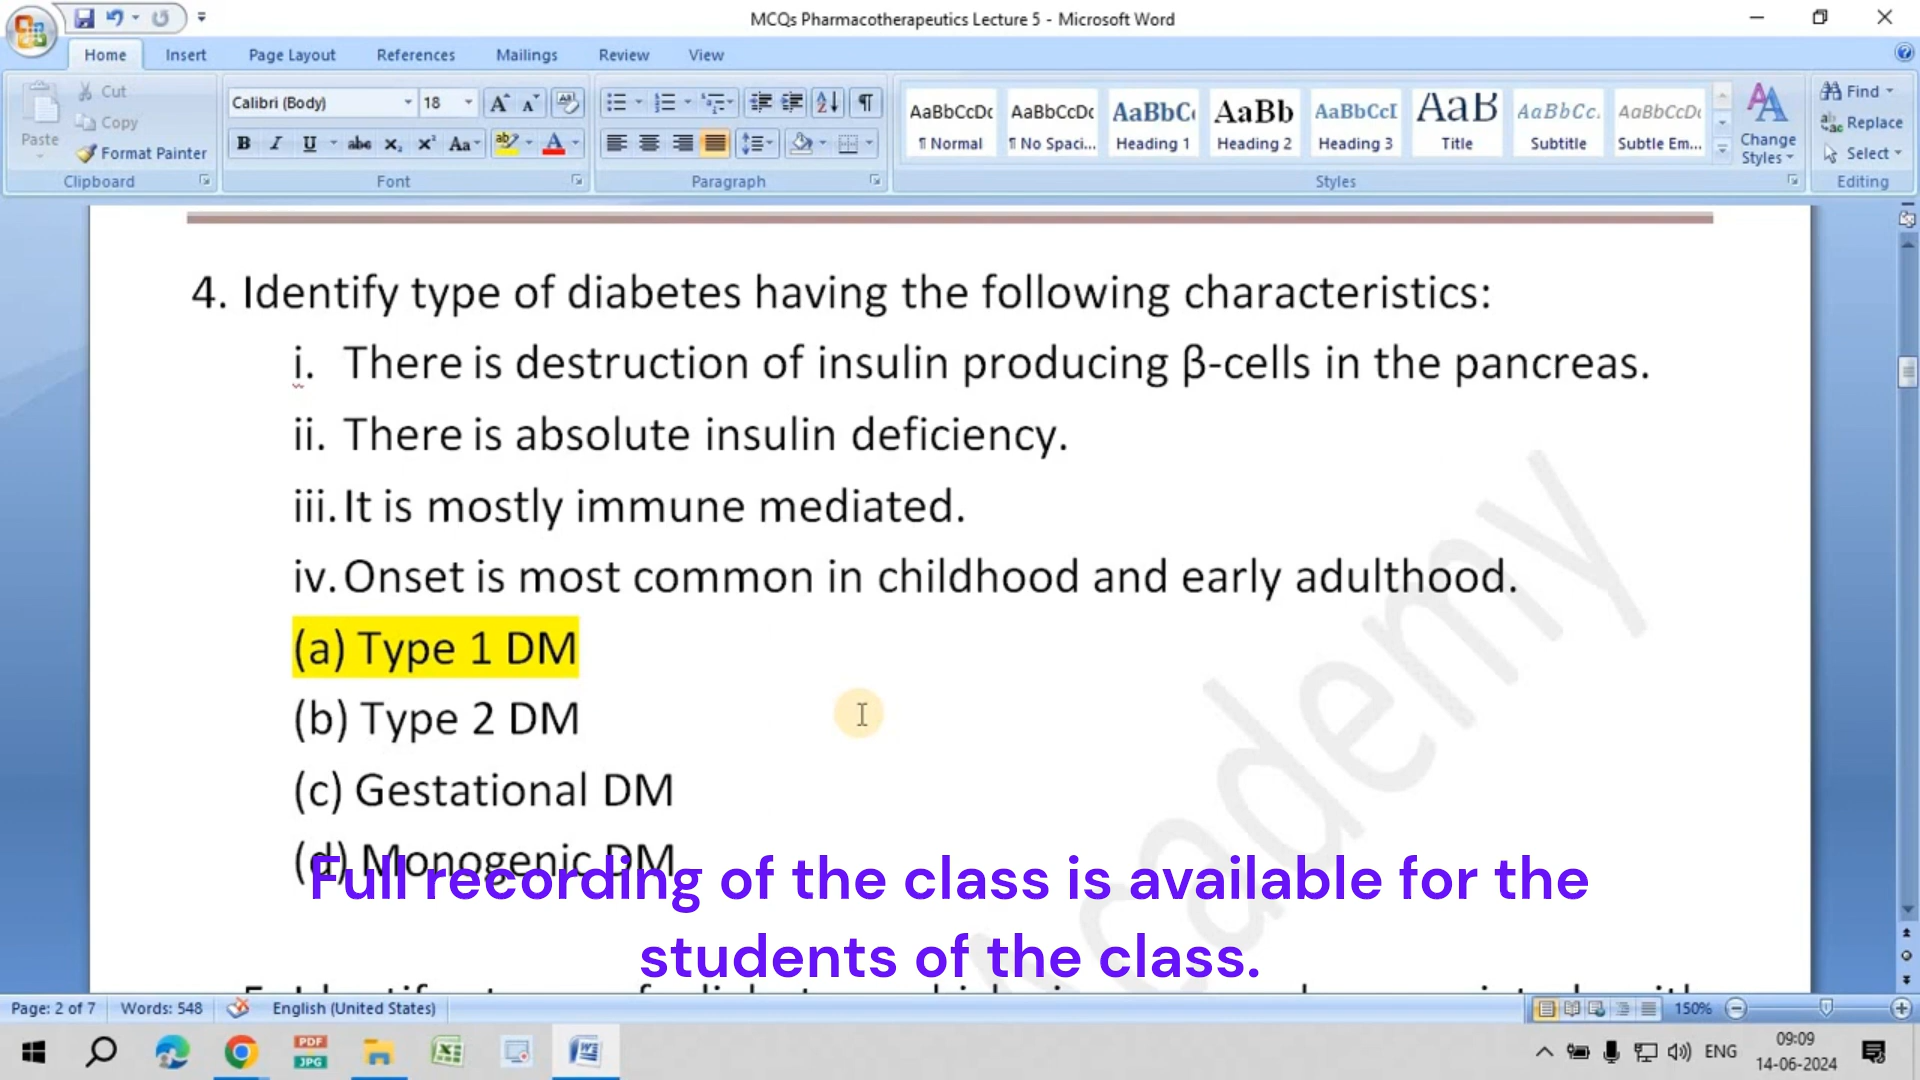 MCQs Pharmacotherapeutics Lecture 5 - Microsoft Word
Home Insert Page Layout References Mailings Review View
Paste
Cut
Copy
Format Painter
Clipboard
Calibri (Body) 18
Font
Paragraph
AaBbCcDc AaBbCcDc AaBbC AaBb AaBbCcI AaB AaBbCc. AaBbCcDc
¶ Normal ¶ No Spaci... Heading 1 Heading 2 Heading 3 Title Subtitle Subtle Em...
Styles
Change
Styles
Find
Replace
Select
Editing
4. Identify type of diabetes having the following characteristics:
i. There is destruction of insulin producing β-cells in the pancreas.
ii. There is absolute insulin deficiency.
iii. It is mostly immune mediated.
iv. Onset is most common in childhood and early adulthood.
(a) Type 1 DM
(b) Type 2 DM
(c) Gestational DM
(d) Monogenic DM
Full recording of the class is available for the
students of the class.
cademy
Page: 2 of 7 Words: 548 English (United States) 150%
PDF
JPG
ENG
09:09
14-06-2024